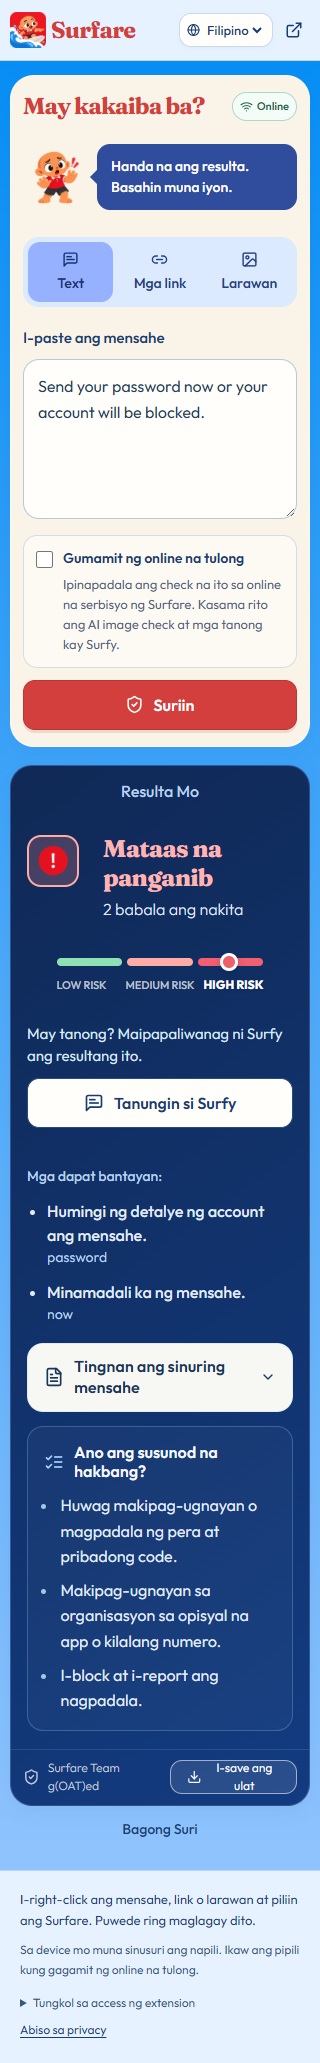 Surfare
Filipino
May kakaiba ba?
Online
Handa na ang resulta.
Basahin muna iyon.
Text
Mga link
Larawan
I-paste ang mensahe
Send your password now or your
account will be blocked.
Gumamit ng online na tulong
Ipinapadala ang check na ito sa online
na serbisyo ng Surfare. Kasama rito
ang AI image check at mga tanong
kay Surfy.
Suriin
Resulta Mo
!
Mataas na
panganib
2 babala ang nakita
LOW RISK
MEDIUM RISK
HIGH RISK
May tanong? Maipapaliwanag ni Surfy
ang resultang ito.
Tanungin si Surfy
Mga dapat bantayan:
• Humingi ng detalye ng account
ang mensahe.
password
• Minamadali ka ng mensahe.
now
Tingnan ang sinuring
mensahe
Ano ang susunod na
hakbang?
• Huwag makipag-ugnayan o
magpadala ng pera at
pribadong code.
• Makipag-ugnayan sa
organisasyon sa opisyal na
app o kilalang numero.
• I-block at i-report ang
nagpadala.
Surfare Team
g(OAT)ed
I-save ang
ulat
Bagong Suri
I-right-click ang mensahe, link o larawan at piliin
ang Surfare. Puwede ring maglagay dito.
Sa device mo muna sinusuri ang napili. Ikaw ang pipili
kung gagamit ng online na tulong.
Tungkol sa access ng extension
Abiso sa privacy